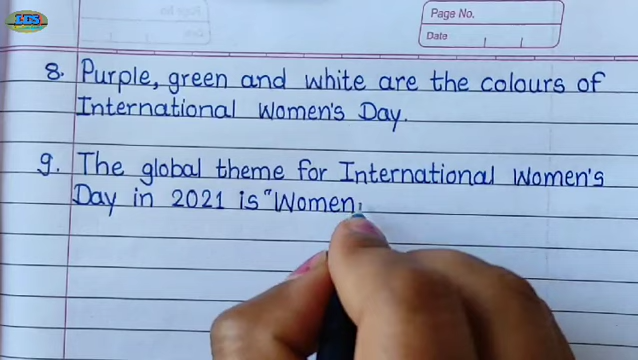 LES
Page No.
Date
8. Purple, green and white are the colours of
International Women's Day.
9. The global theme for International Women's
Day in 2021 is "Women